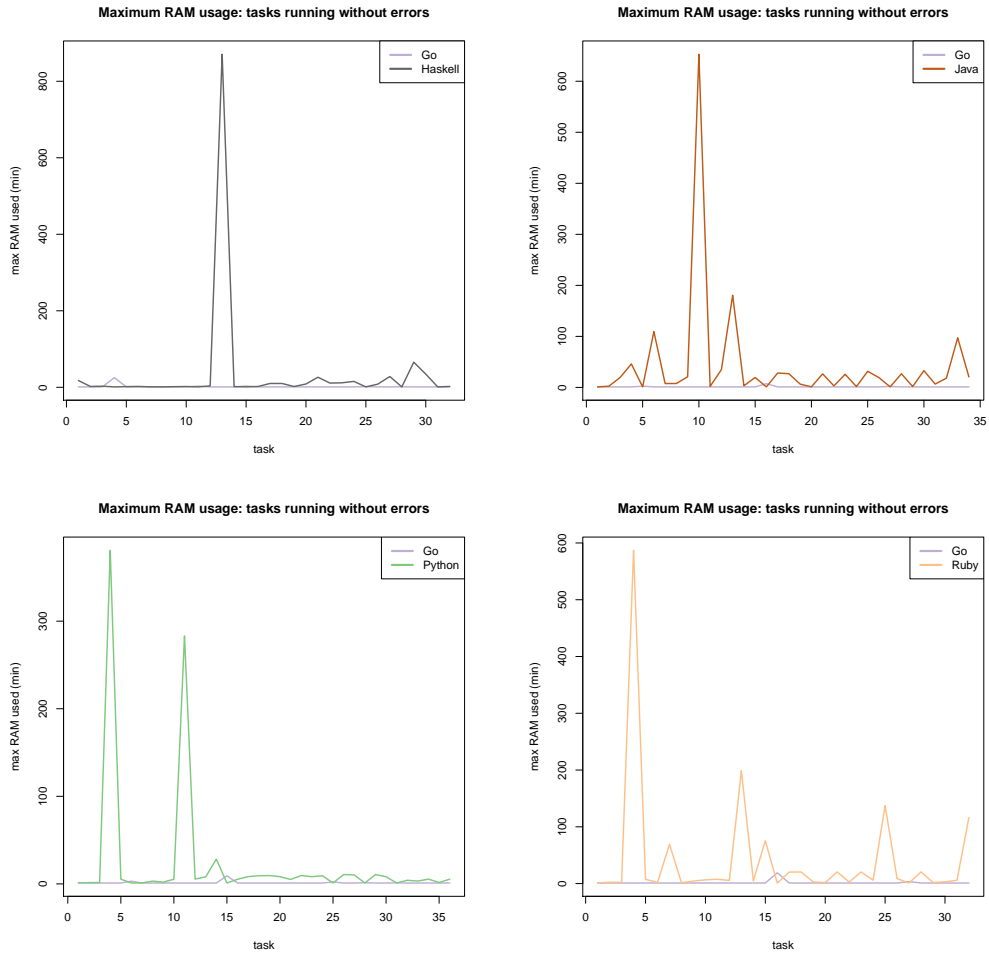 Maximum RAM usage: tasks running without errors
Go
Haskell
max RAM used (min)
0
200
400
600
800
0 5 10 15 20 25 30
task
Maximum RAM usage: tasks running without errors
Go
Java
max RAM used (min)
0
100
200
300
400
500
600
0 5 10 15 20 25 30 35
task
Maximum RAM usage: tasks running without errors
Go
Python
max RAM used (min)
0
100
200
300
0 5 10 15 20 25 30 35
task
Maximum RAM usage: tasks running without errors
Go
Ruby
max RAM used (min)
0
100
200
300
400
500
600
0 5 10 15 20 25 30
task